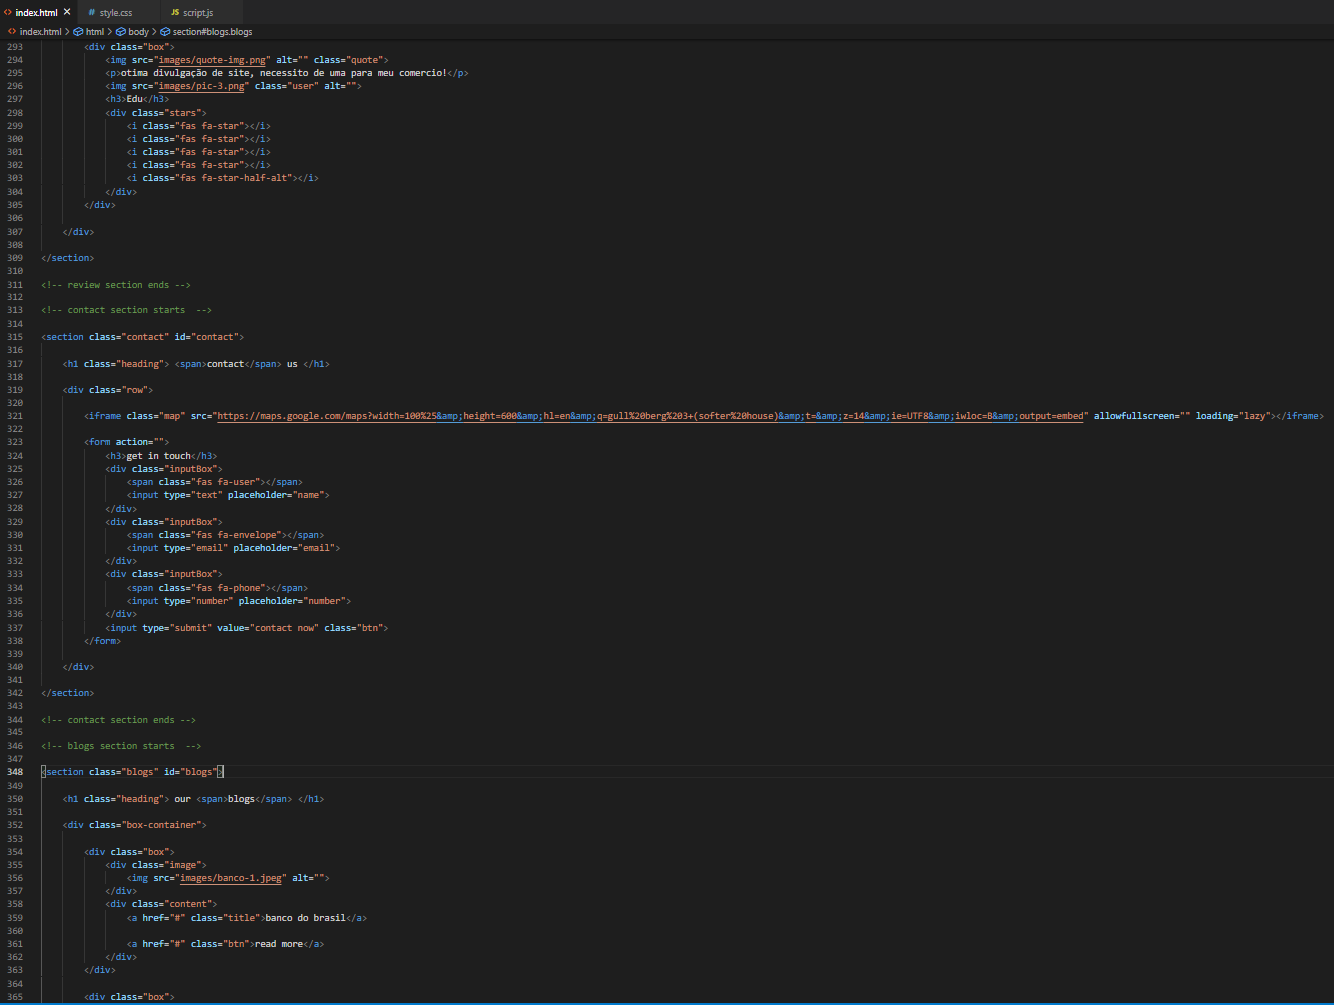 index.html × # style.css JS script.js
index.html > html > body > section#blogs.blogs
293 <div class="box">
294 <img src="images/quote-img.png" alt="" class="quote">
295 <p>otima divulgação de site, necessito de uma para meu comercio!</p>
296 <img src="images/pic-3.png" class="user" alt="">
297 <h3>Edu</h3>
298 <div class="stars">
299 <i class="fas fa-star"></i>
300 <i class="fas fa-star"></i>
301 <i class="fas fa-star"></i>
302 <i class="fas fa-star"></i>
303 <i class="fas fa-star-half-alt"></i>
304 </div>
305 </div>
306
307 </div>
308
309 </section>
310
311 <!-- review section ends -->
312
313 <!-- contact section starts  -->
314
315 <section class="contact" id="contact">
316
317 <h1 class="heading"> <span>contact</span> us </h1>
318
319 <div class="row">
320
321 <iframe class="map" src="https://maps.google.com/maps?width=100%25&amp;height=600&amp;hl=en&amp;q=gull%20berg%203+(softer%20house)&amp;t=&amp;z=14&amp;ie=UTF8&amp;iwloc=B&amp;output=embed" allowfullscreen="" loading="lazy"></iframe>
322
323 <form action="">
324 <h3>get in touch</h3>
325 <div class="inputBox">
326 <span class="fas fa-user"></span>
327 <input type="text" placeholder="name">
328 </div>
329 <div class="inputBox">
330 <span class="fas fa-envelope"></span>
331 <input type="email" placeholder="email">
332 </div>
333 <div class="inputBox">
334 <span class="fas fa-phone"></span>
335 <input type="number" placeholder="number">
336 </div>
337 <input type="submit" value="contact now" class="btn">
338 </form>
339
340 </div>
341
342 </section>
343
344 <!-- contact section ends -->
345
346 <!-- blogs section starts  -->
347
348 <section class="blogs" id="blogs">
349
350 <h1 class="heading"> our <span>blogs</span> </h1>
351
352 <div class="box-container">
353
354 <div class="box">
355 <div class="image">
356 <img src="images/banco-1.jpeg" alt="">
357 </div>
358 <div class="content">
359 <a href="#" class="title">banco do brasil</a>
360
361 <a href="#" class="btn">read more</a>
362 </div>
363 </div>
364
365 <div class="box">